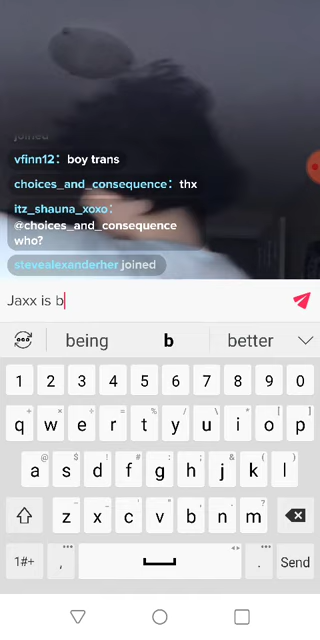 joined
vfinn12: boy trans
choices_and_consequence: thx
itz_shauna_xoxo:
@choices_and_consequence
who?
stevealexanderher joined
Jaxx is b
being b better
1 2 3 4 5 6 7 8 9 0
q w e r t y u i o p
a s d f g h j k l
z x c v b n m
1#+ , . Send